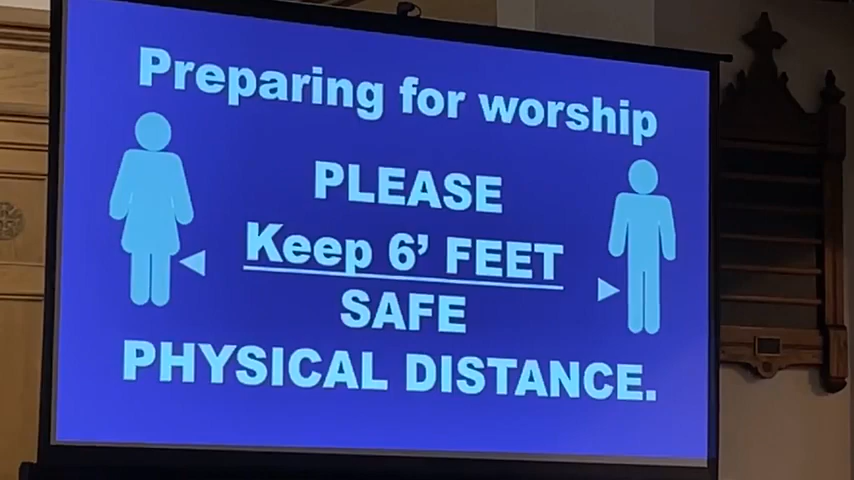 Preparing for worship
PLEASE
Keep 6’ FEET
SAFE
PHYSICAL DISTANCE.